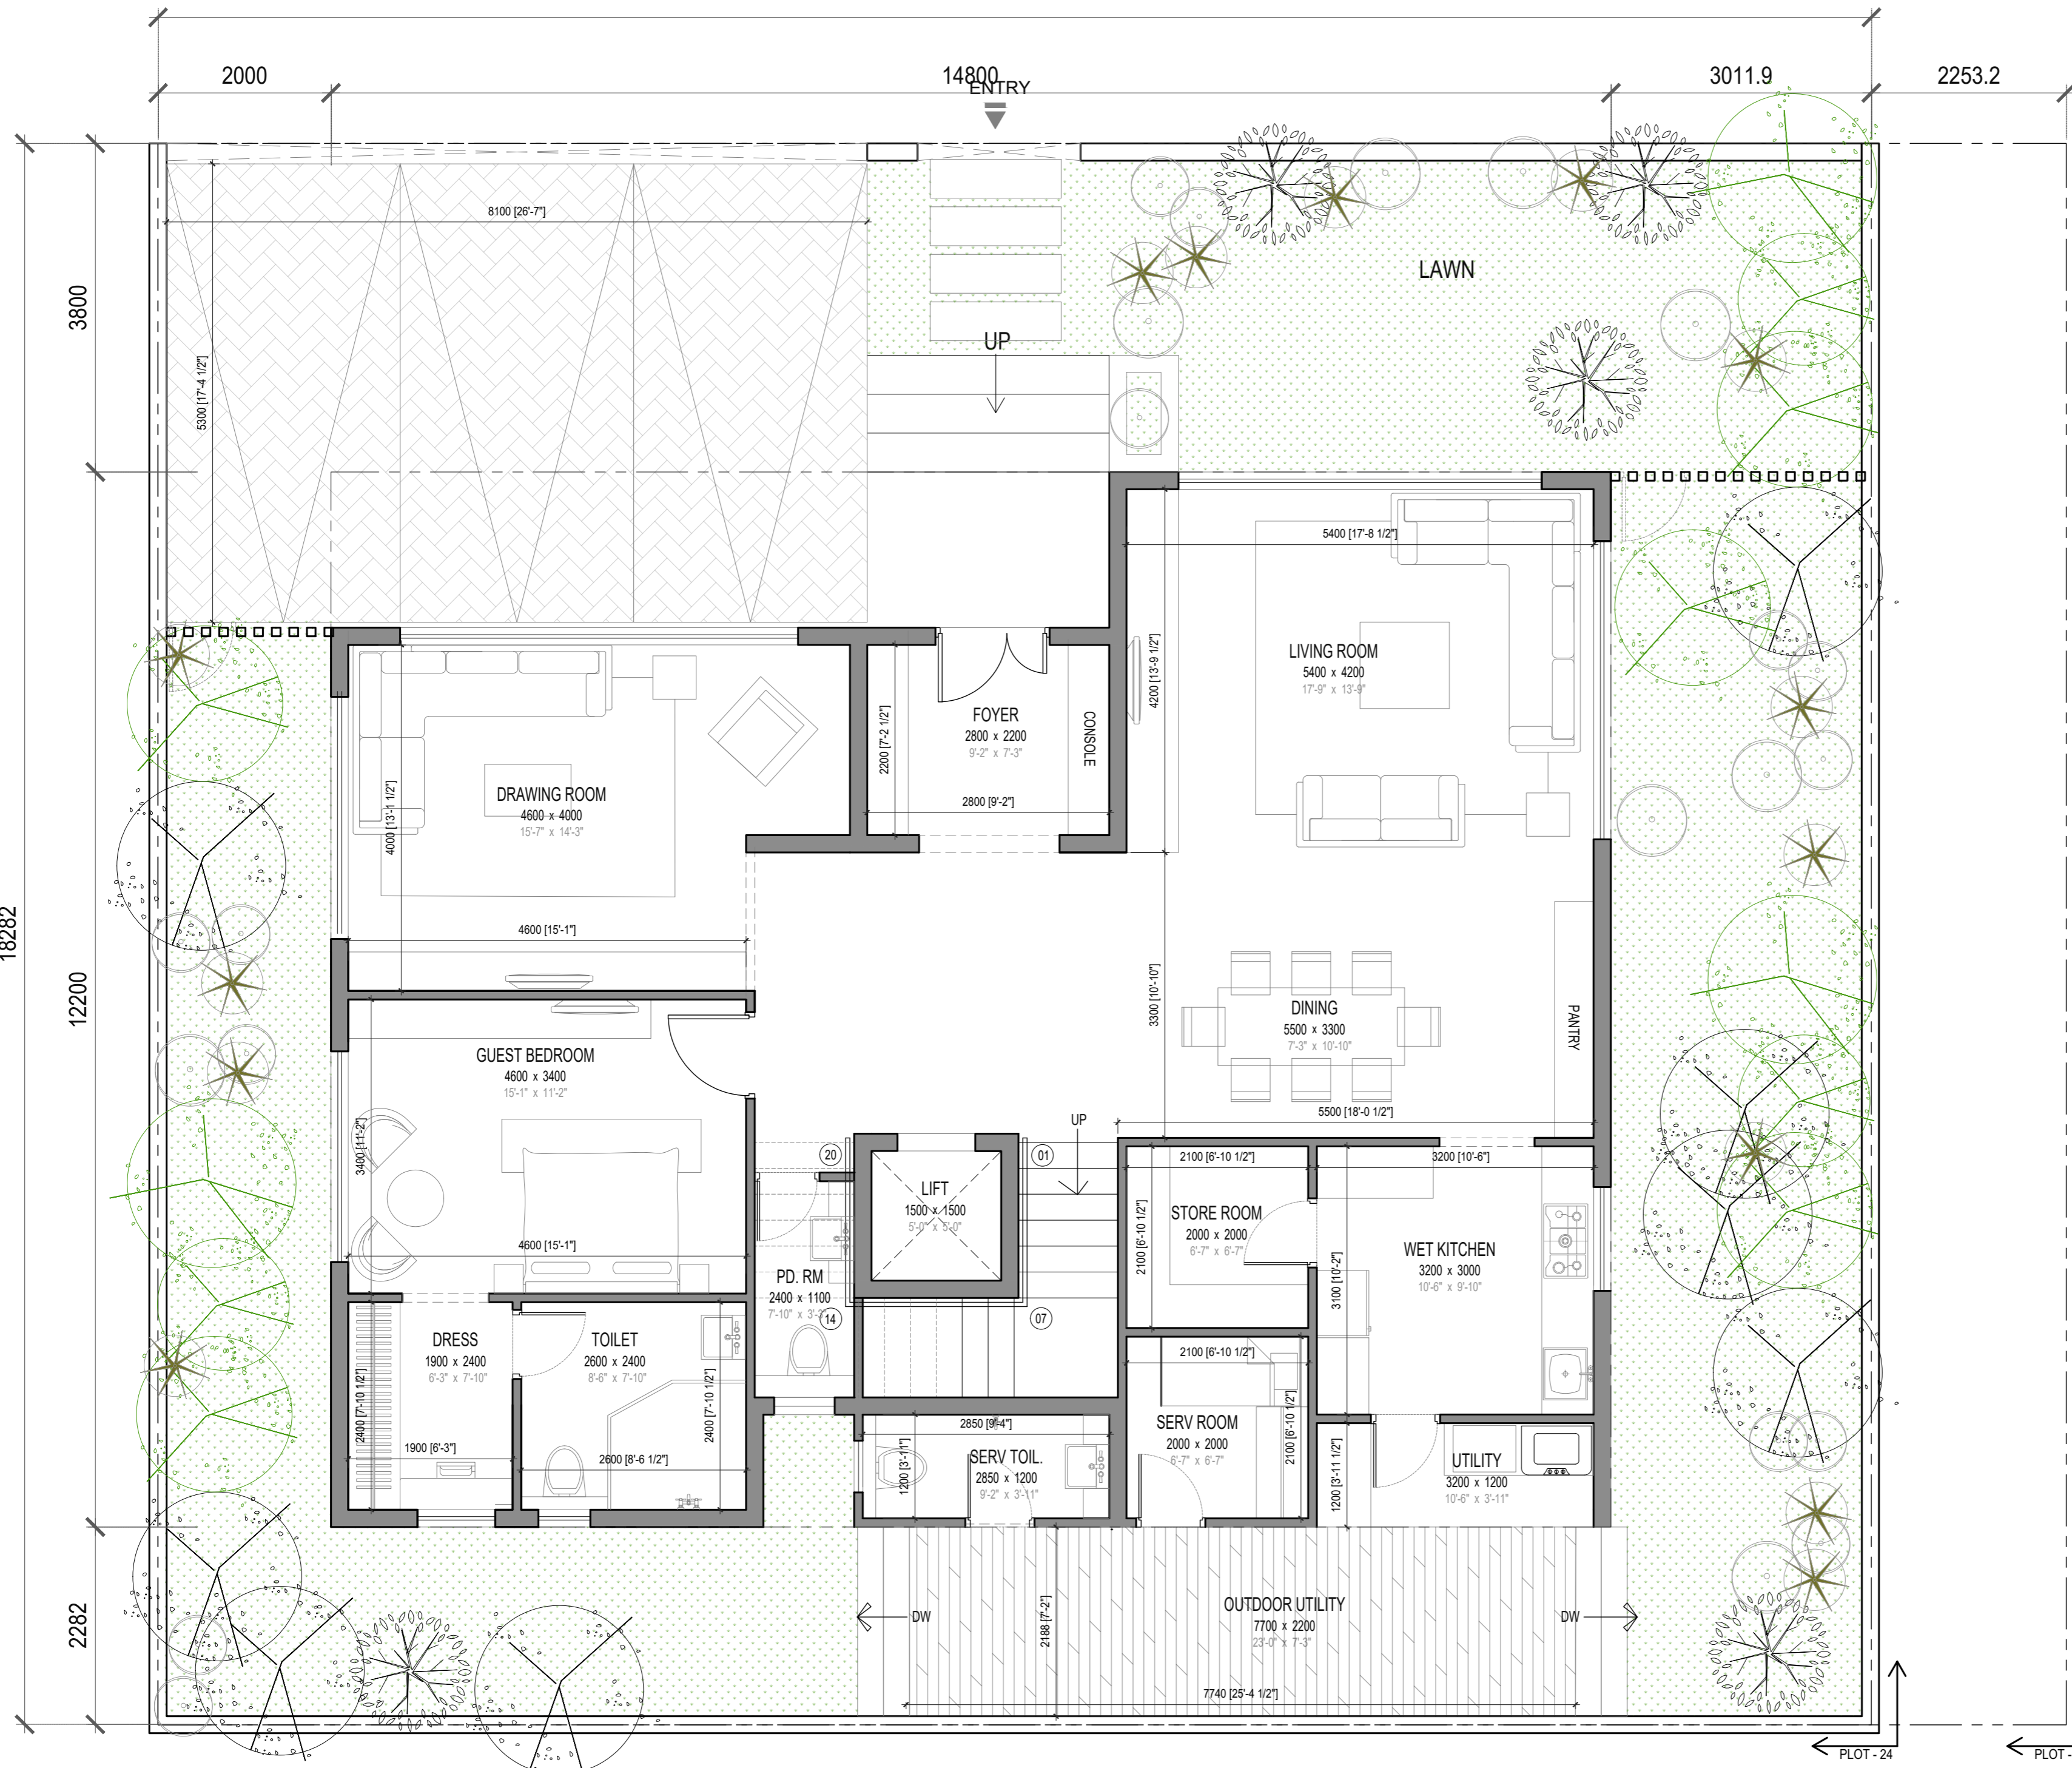 2000
14800
3011.9
2253.2
ENTRY
3800
12200
2282
18282
8100 [26'-7"]
5300 [17'-4 1/2"]
LAWN
UP
5400 [17'-8 1/2"]
4200 [13'-9 1/2"]
LIVING ROOM
5400 x 4200
17'-9" x 13'-9"
FOYER
2800 x 2200
9'-2" x 7'-3"
2200 [7'-2 1/2"]
2800 [9'-2"]
CONSOLE
DRAWING ROOM
4600 x 4000
15'-7" x 14'-3"
4000 [13'-1 1/2"]
4600 [15'-1"]
3300 [10'-10"]
DINING
5500 x 3300
7'-3" x 10'-10"
PANTRY
5500 [18'-0 1/2"]
GUEST BEDROOM
4600 x 3400
15'-1" x 11'-2"
3400 [11'-2"]
4600 [15'-1"]
UP
20
01
14
07
LIFT
1500 x 1500
5'-0" x 5'-0"
PD. RM
2400 x 1100
7'-10" x 3'-
2100 [6'-10 1/2"]
2100 [6'-10 1/2"]
STORE ROOM
2000 x 2000
6'-7" x 6'-7"
3200 [10'-6"]
3100 [10'-2"]
WET KITCHEN
3200 x 3000
10'-6" x 9'-10"
DRESS
1900 x 2400
6'-3" x 7'-10"
2400 [7'-10 1/2"]
1900 [6'-3"]
TOILET
2600 x 2400
8'-6" x 7'-10"
2400 [7'-10 1/2"]
2600 [8'-6 1/2"]
2850 [9'-4"]
1200 [3'-11"]
SERV TOIL.
2850 x 1200
9'-2" x 3'-11"
2100 [6'-10 1/2"]
2100 [6'-10 1/2"]
SERV ROOM
2000 x 2000
6'-7" x 6'-7"
1200 [3'-11 1/2"]
UTILITY
3200 x 1200
10'-6" x 3'-11"
DW
2188 [7'-2"]
OUTDOOR UTILITY
7700 x 2200
23'-0" x 7'-3"
DW
7740 [25'-4 1/2"]
PLOT - 24
PLOT -